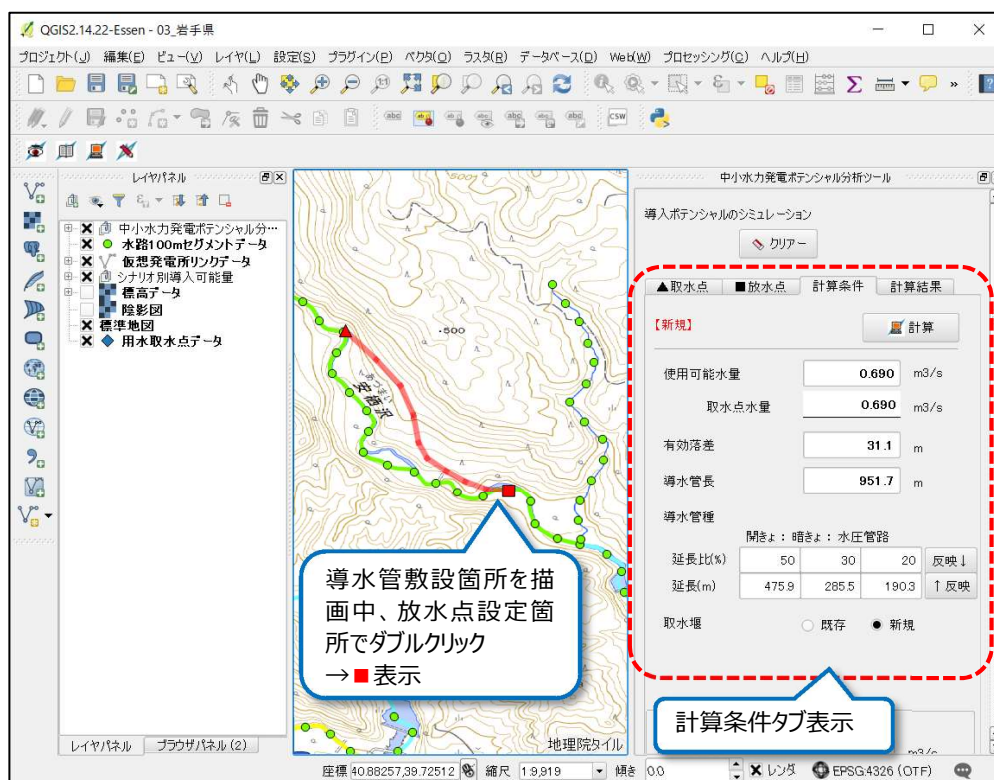 QGIS2.14.22-Essen - 03_岩手県
プロジェクト(J) 編集(E) ビュー(V) レイヤ(L) 設定(S) プラグイン(P) ベクタ(O) ラスタ(R) データベース(D) Web(W) プロセッシング(C) ヘルプ(H)
レイヤパネル
中小水力発電ポテンシャル分析ツール
中小水力発電ポテンシャル分…
水路100mセグメントデータ
仮想発電所リンクデータ
シナリオ別導入可能量
標高データ
陰影図
標準地図
用水取水点データ
レイヤパネル ブラウザパネル (2)
・500
安栖沢
導水管敷設箇所を描
画中、放水点設定箇
所でダブルクリック
→■表示
地理院タイル
導入ポテンシャルのシミュレーション
クリアー
▲取水点 ■放水点 計算条件 計算結果
【新規】 計算
使用可能水量 0.690 m3/s
取水点水量 0.690 m3/s
有効落差 31.1 m
導水管長 951.7 m
導水管種
開きょ : 暗きょ : 水圧管路
延長比(%) 50 30 20 反映↓
延長(m) 475.9 285.5 190.3 ↑反映
取水堰 既存 新規
計算条件タブ表示
座標 40.88257,39.72512 縮尺 1:9,919 傾き 0.0 レンダ EPSG:4326 (OTF)